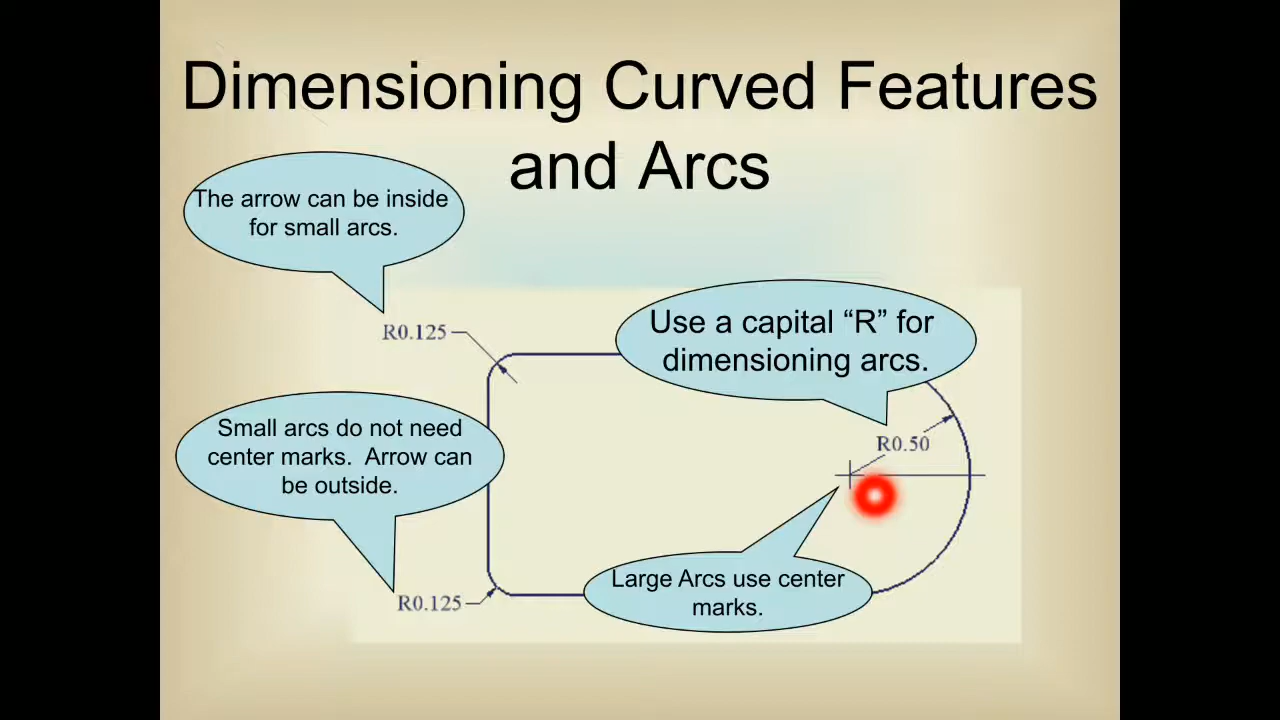 Dimensioning Curved Features
and Arcs
The arrow can be inside
for small arcs.
R0.125
Use a capital “R” for
dimensioning arcs.
Small arcs do not need
center marks. Arrow can
be outside.
R0.50
Large Arcs use center
marks.
R0.125